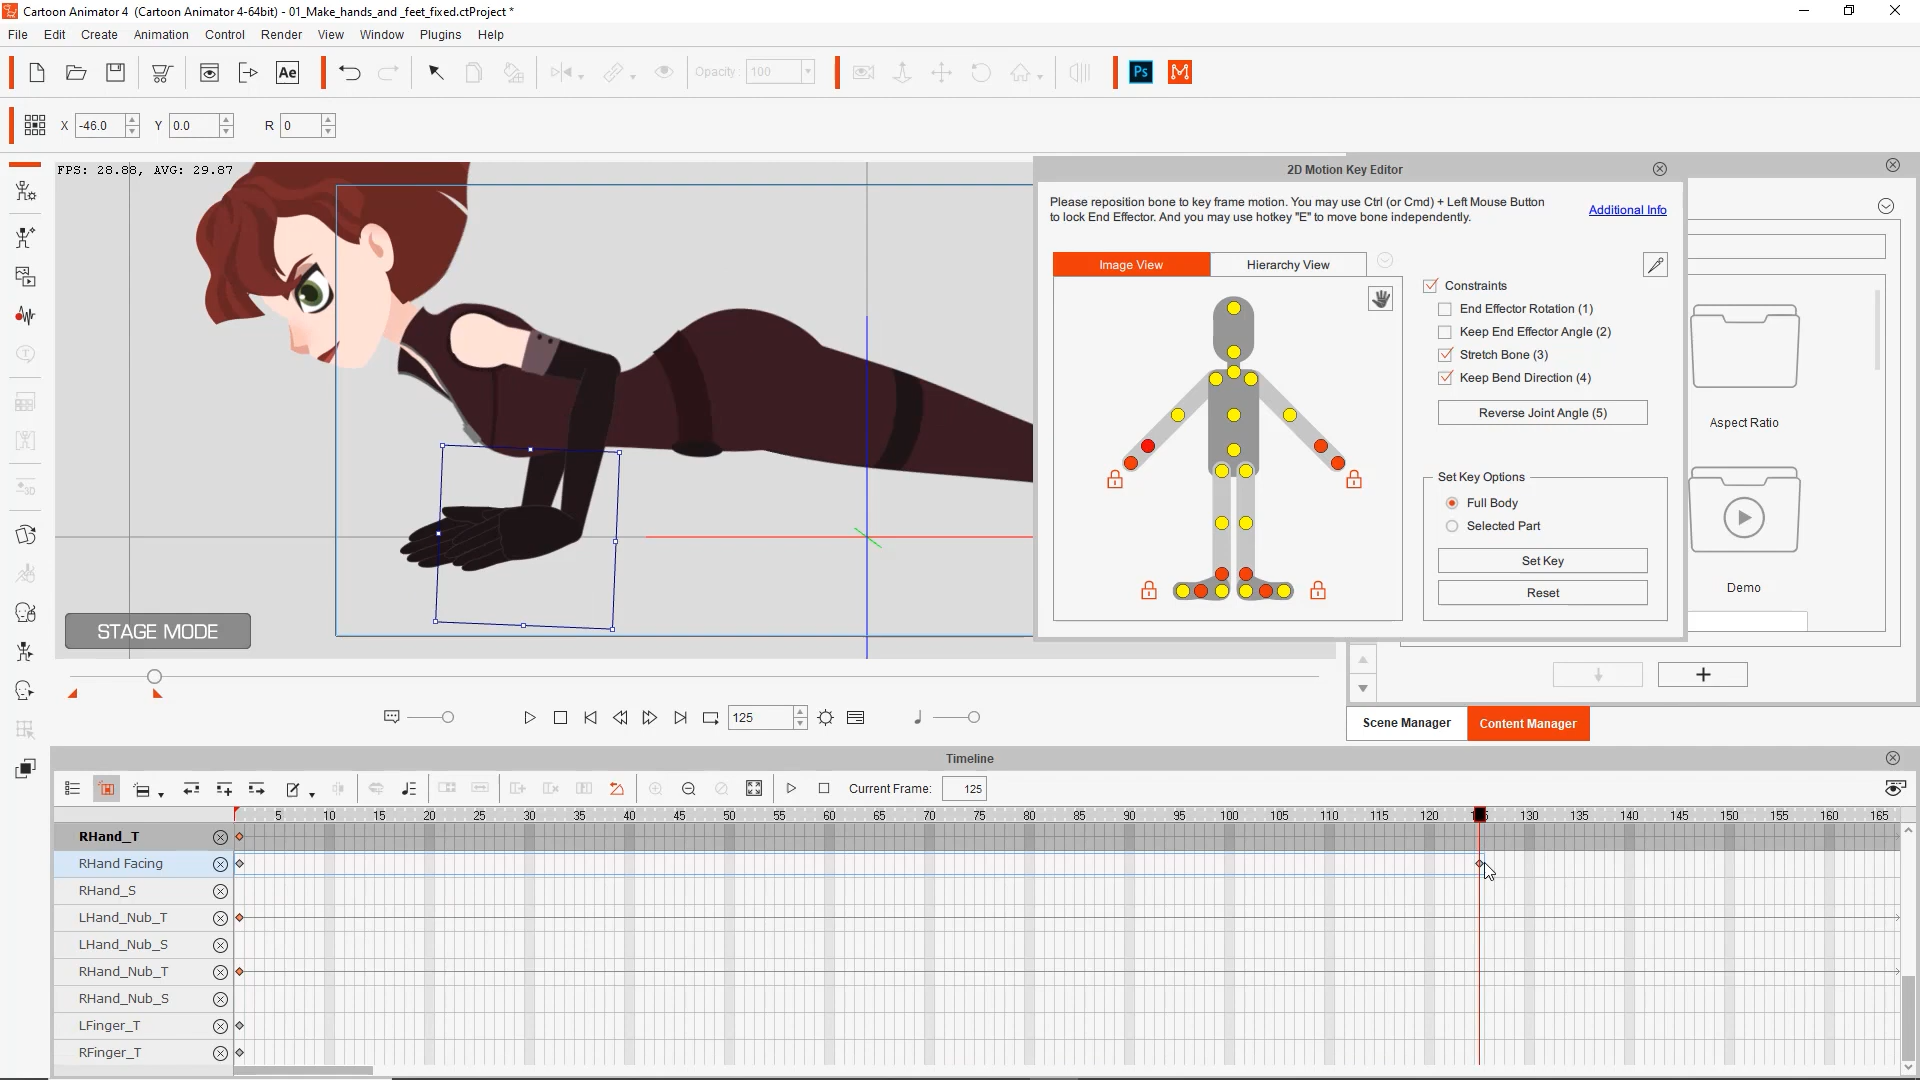 Cartoon Animator 4  (Cartoon Animator 4-64bit) - 01_Make_hands_and _feet_fixed.ctProject *
File Edit Create Animation Control Render View Window Plugins Help
Ae
Opacity : 100
Ps
X -46.0 Y 0.0 R 0
FPS: 28.88, AVG: 29.87
2D Motion Key Editor
Please reposition bone to key frame motion. You may use Ctrl (or Cmd) + Left Mouse Button
to lock End Effector. And you may use hotkey "E" to move bone independently.
Additional Info
Image View Hierarchy View
Constraints
End Effector Rotation (1)
Keep End Effector Angle (2)
Stretch Bone (3)
Keep Bend Direction (4)
Reverse Joint Angle (5)
Set Key Options
Full Body
Selected Part
Set Key
Reset
Aspect Ratio
Demo
3D
STAGE MODE
125
Scene Manager Content Manager
Timeline
Current Frame: 125
5 10 15 20 25 30 35 40 45 50 55 60 65 70 75 80 85 90 95 100 105 110 115 120 130 135 140 145 150 155 160 165
RHand_T
RHand Facing
RHand_S
LHand_Nub_T
LHand_Nub_S
RHand_Nub_T
RHand_Nub_S
LFinger_T
RFinger_T